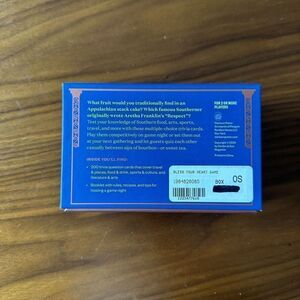 What fruit would you traditionally find in an
Appalachian stack cake? Which famous Southerner
originally wrote Aretha Franklin's "Respect"?
Test your knowledge of Southern food, arts, sports,
travel, and more with these multiple choice trivia cards.
Play them competitively on game night or set them out
at your next gathering and let guests quiz each other
casually between sips of bourbon—or sweet tea.
INSIDE YOU'LL FIND:
200 trivia question cards that cover travel
& places, food & drink, sports & culture, and
literature & arts
Booklet with rules, recipes, and tips for
hosting a game night
FOR 2 OR MORE
PLAYERS
BLESS YOUR HEART GAME
BOX
OS